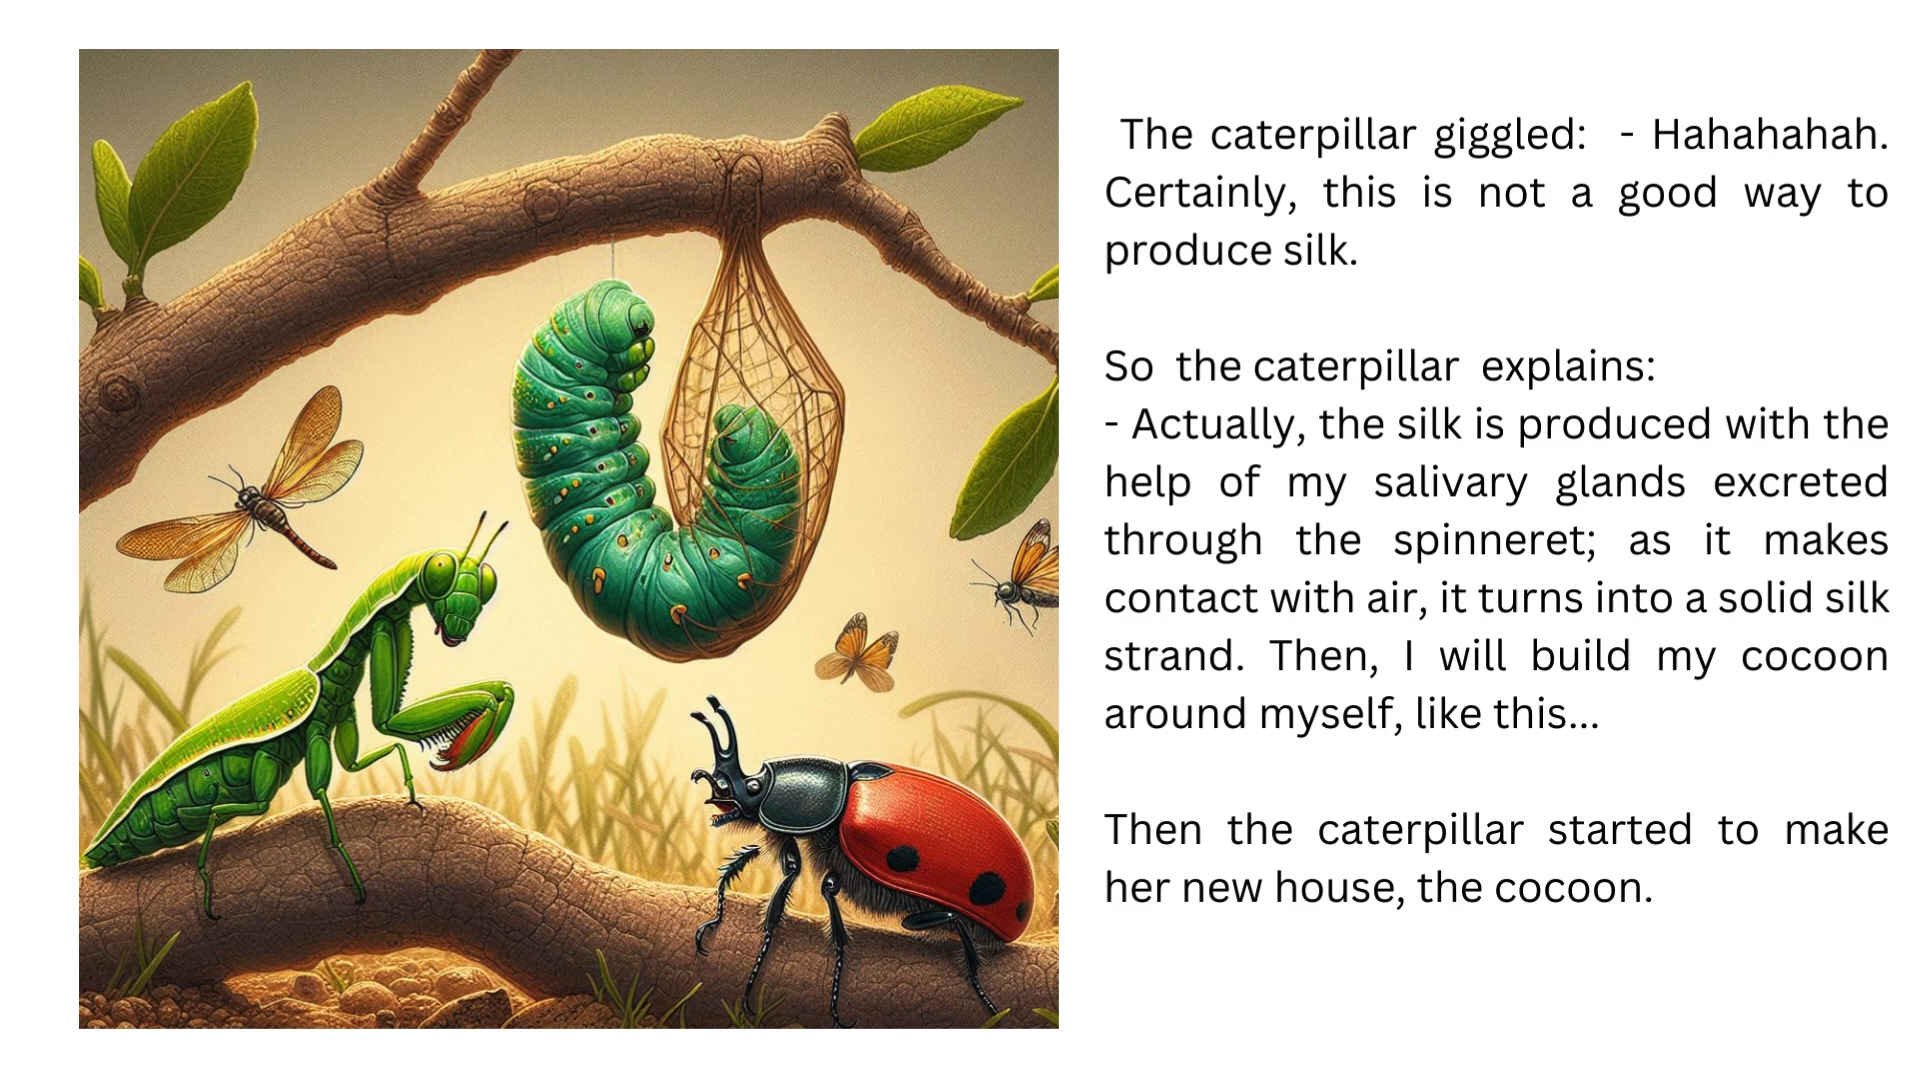 The caterpillar giggled:  - Hahahahah.
Certainly, this is not a good way to
produce silk.
So the caterpillar explains:
- Actually, the silk is produced with the
help of my salivary glands excreted
through the spinneret; as it makes
contact with air, it turns into a solid silk
strand. Then, I will build my cocoon
around myself, like this...
Then the caterpillar started to make
her new house, the cocoon.